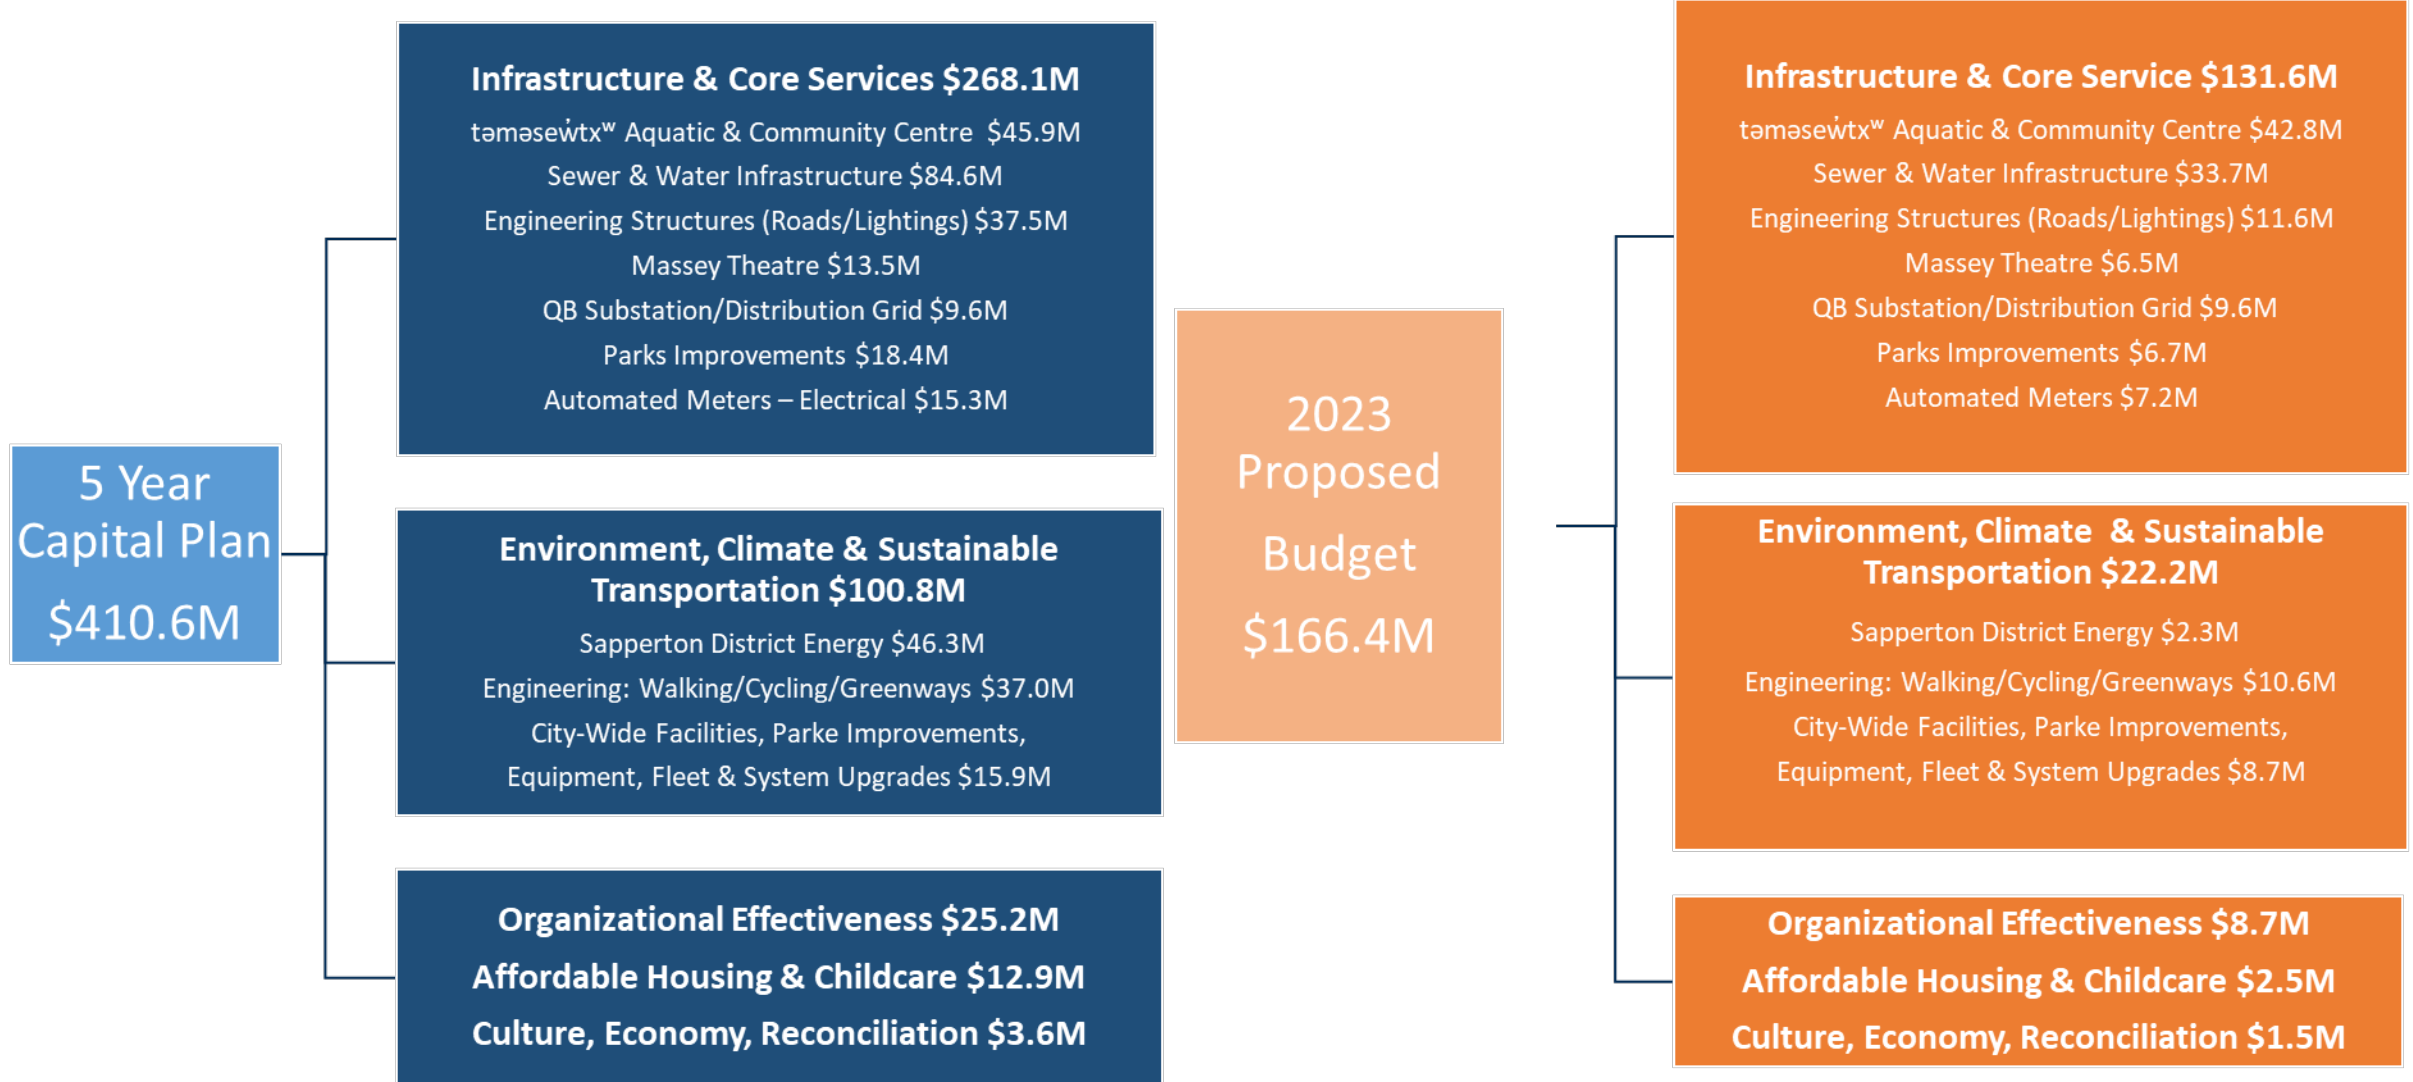 5 Year
Capital Plan
$410.6M
Infrastructure & Core Services $268.1M
təməsew̓txʷ Aquatic & Community Centre $45.9M
Sewer & Water Infrastructure $84.6M
Engineering Structures (Roads/Lightings) $37.5M
Massey Theatre $13.5M
QB Substation/Distribution Grid $9.6M
Parks Improvements $18.4M
Automated Meters – Electrical $15.3M
Environment, Climate & Sustainable
Transportation $100.8M
Sapperton District Energy $46.3M
Engineering: Walking/Cycling/Greenways $37.0M
City-Wide Facilities, Parke Improvements,
Equipment, Fleet & System Upgrades $15.9M
Organizational Effectiveness $25.2M
Affordable Housing & Childcare $12.9M
Culture, Economy, Reconciliation $3.6M
2023
Proposed
Budget
$166.4M
Infrastructure & Core Service $131.6M
təməsew̓txʷ Aquatic & Community Centre $42.8M
Sewer & Water Infrastructure $33.7M
Engineering Structures (Roads/Lightings) $11.6M
Massey Theatre $6.5M
QB Substation/Distribution Grid $9.6M
Parks Improvements $6.7M
Automated Meters $7.2M
Environment, Climate & Sustainable
Transportation $22.2M
Sapperton District Energy $2.3M
Engineering: Walking/Cycling/Greenways $10.6M
City-Wide Facilities, Parke Improvements,
Equipment, Fleet & System Upgrades $8.7M
Organizational Effectiveness $8.7M
Affordable Housing & Childcare $2.5M
Culture, Economy, Reconciliation $1.5M